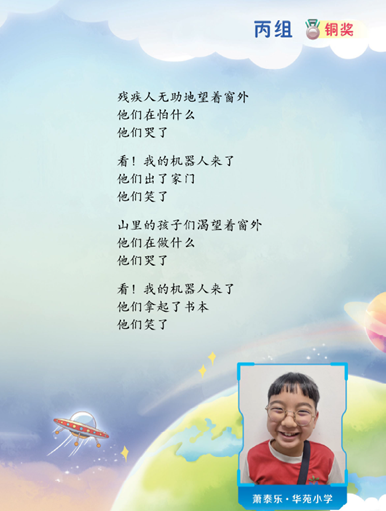 丙组 铜奖
残疾人无助地望着窗外
他们在怕什么
他们哭了
看！我的机器人来了
他们出了家门
他们笑了
山里的孩子们渴望着窗外
他们在做什么
他们哭了
看！我的机器人来了
他们拿起了书本
他们笑了
萧泰乐·华苑小学